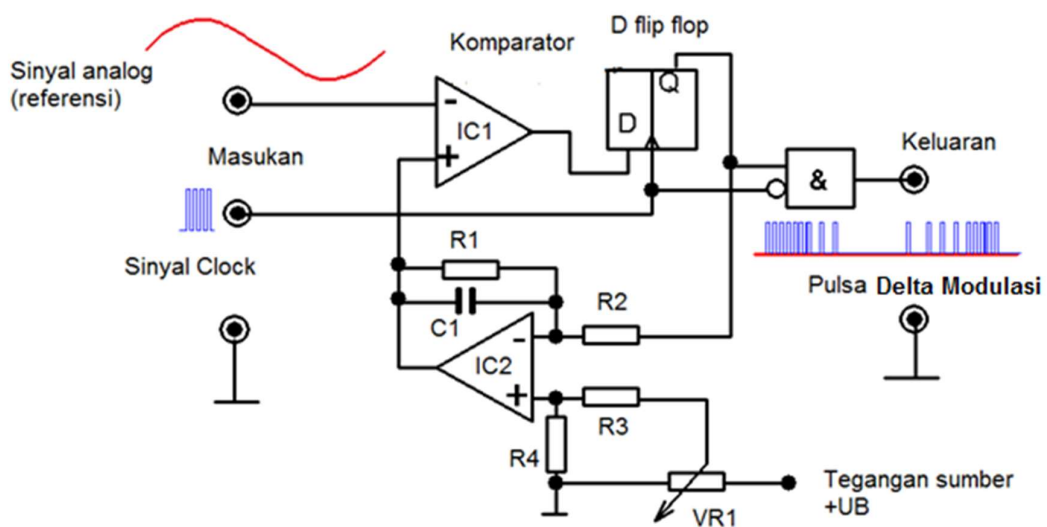 D flip flop
Komparator
Sinyal analog
(referensi)
-
IC1
+
Q
D
Masukan
Keluaran
&
Sinyal Clock
R1
C1
R2
Pulsa Delta Modulasi
-
IC2
+
R3
R4
VR1
Tegangan sumber
+UB